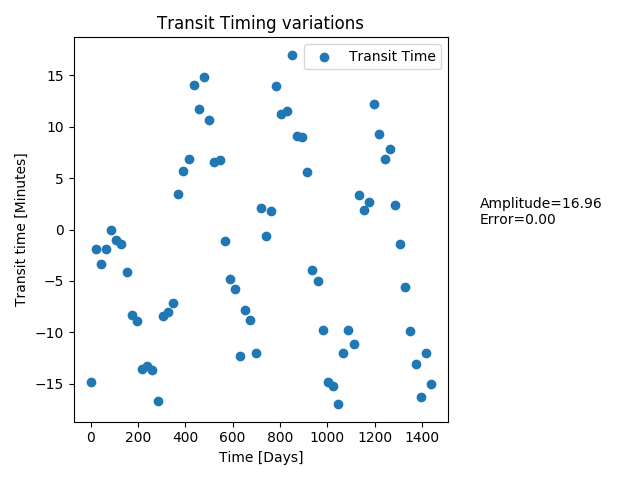 Transit Timing variations
Transit Time
Transit time [Minutes]
15
10
5
0
−5
−10
−15
0
200
400
600
800
1000
1200
1400
Time [Days]
Amplitude=16.96
Error=0.00